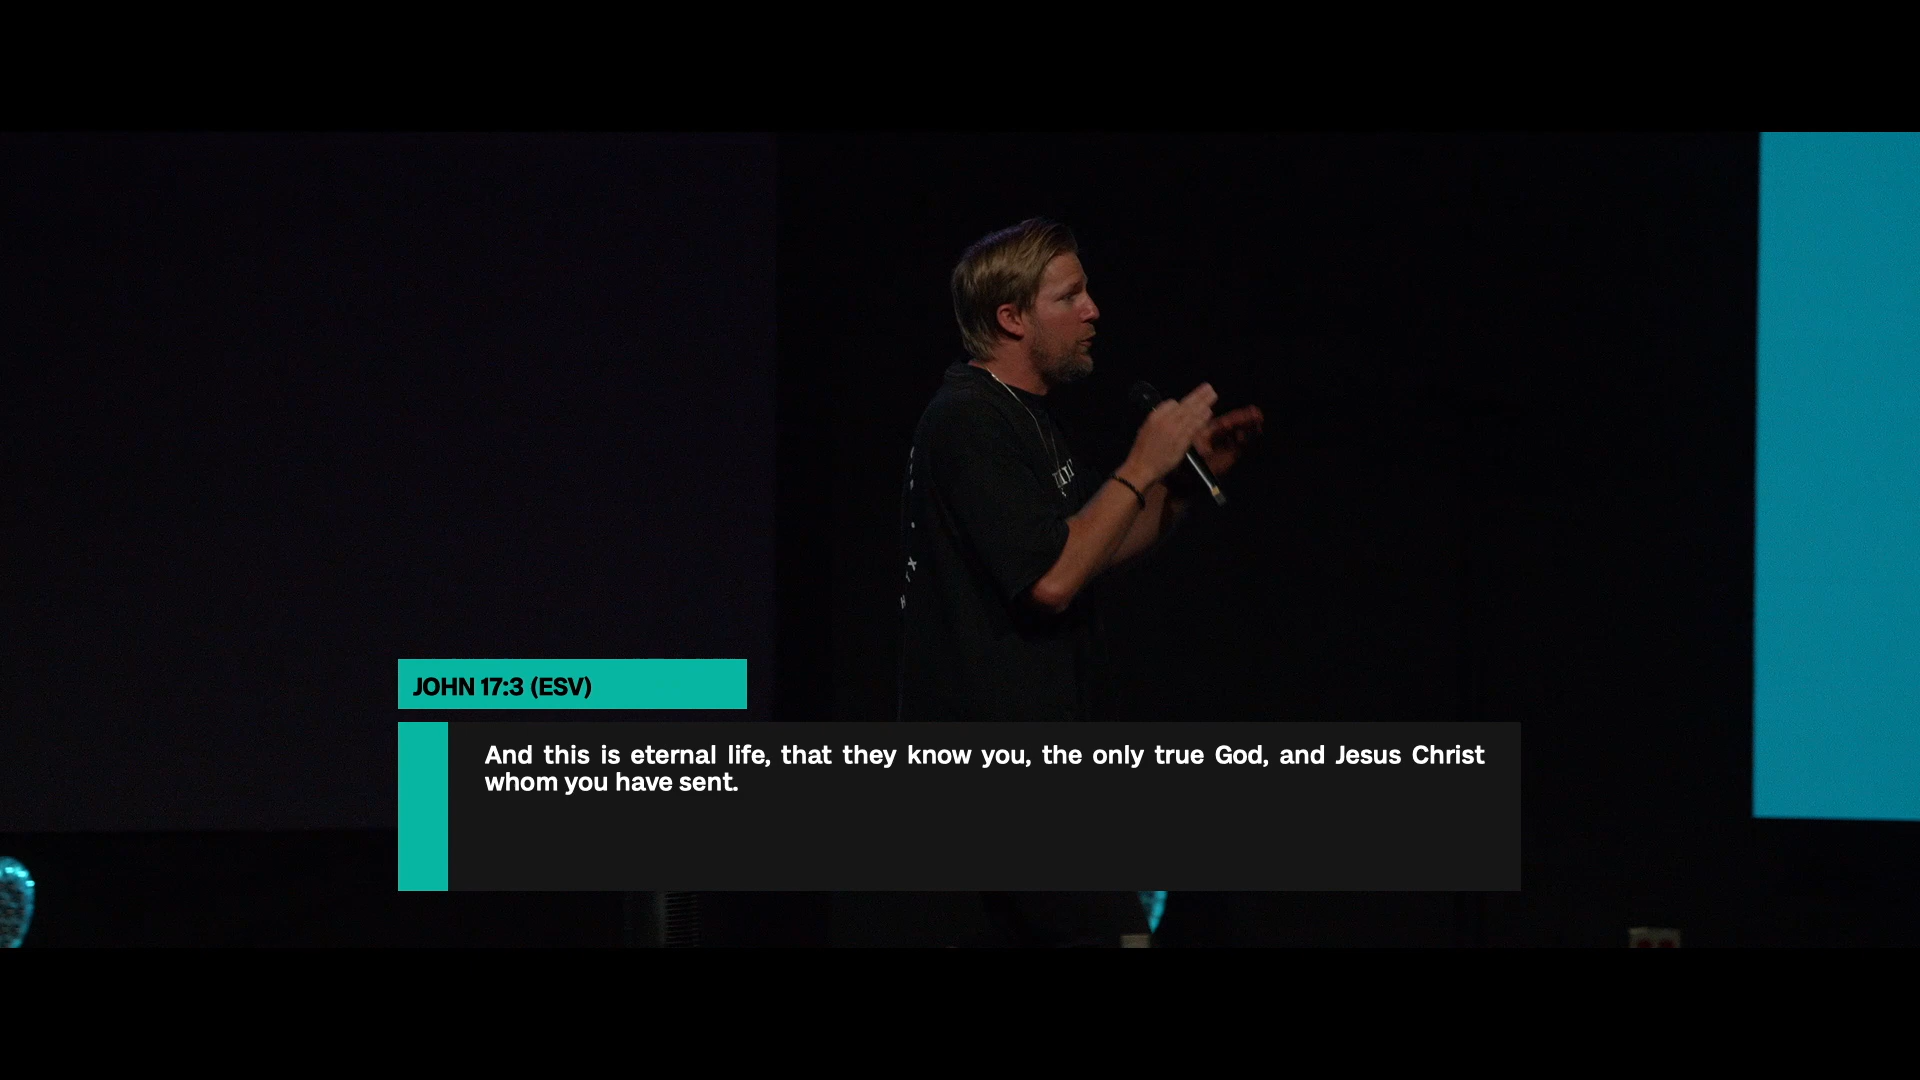 JOHN 17:3 (ESV)
And this is eternal life, that they know you, the only true God, and Jesus Christ
whom you have sent.